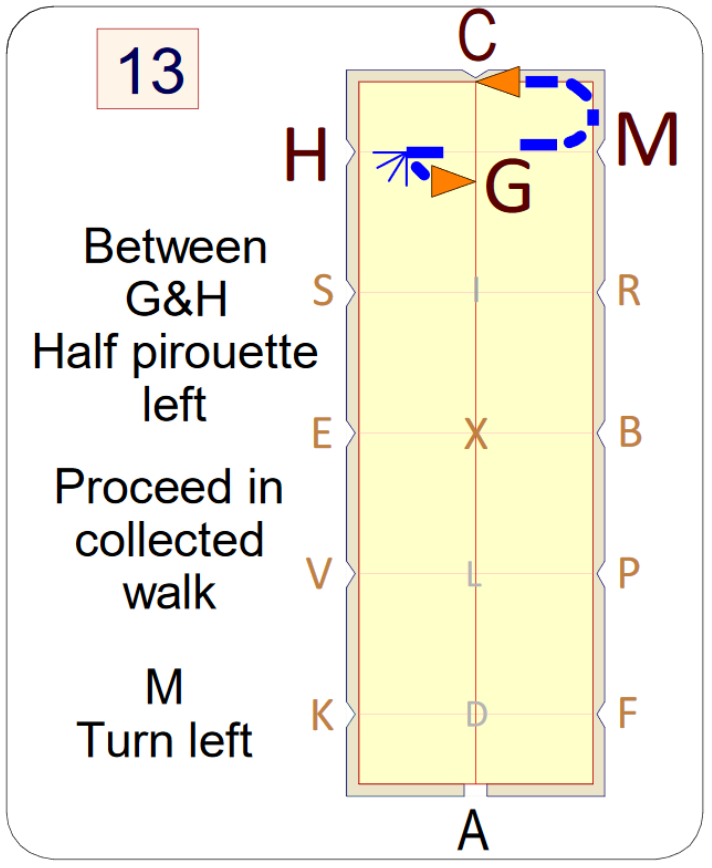 13
C
H
M
G
Between
G&H
Half pirouette
left
S
I
R
E
X
B
Proceed in
collected
walk
V
L
P
M
Turn left
K
D
F
A